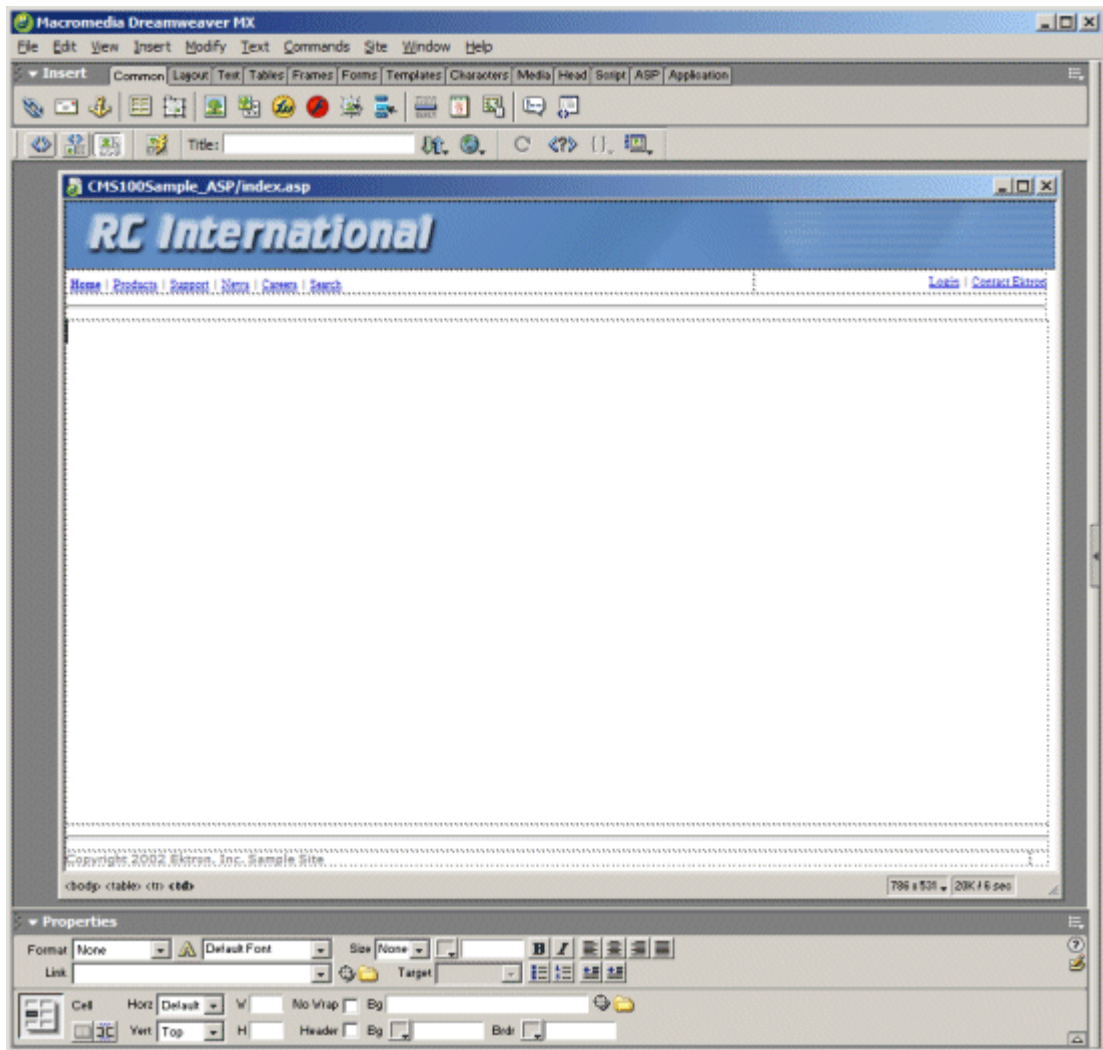 Macromedia Dreamweaver MX
File Edit View Insert Modify Text Commands Site Window Help
Insert Common Layout Text Tables Frames Forms Templates Characters Media Head Script ASP Application
Title:
CMS100Sample_ASP/index.asp
RC International
Home | Products | Support | News | Careers | Search
Login | Contact Ektron
Copyright 2002 Ektron, Inc. Sample Site
<body> <table> <tr> <td>
786 x 531 20K / 6 sec
Properties
Format None Default Font Size None B I
Link Target
Cell Horz Default W No Wrap Bg
Vert Top H Header Bg Brdr